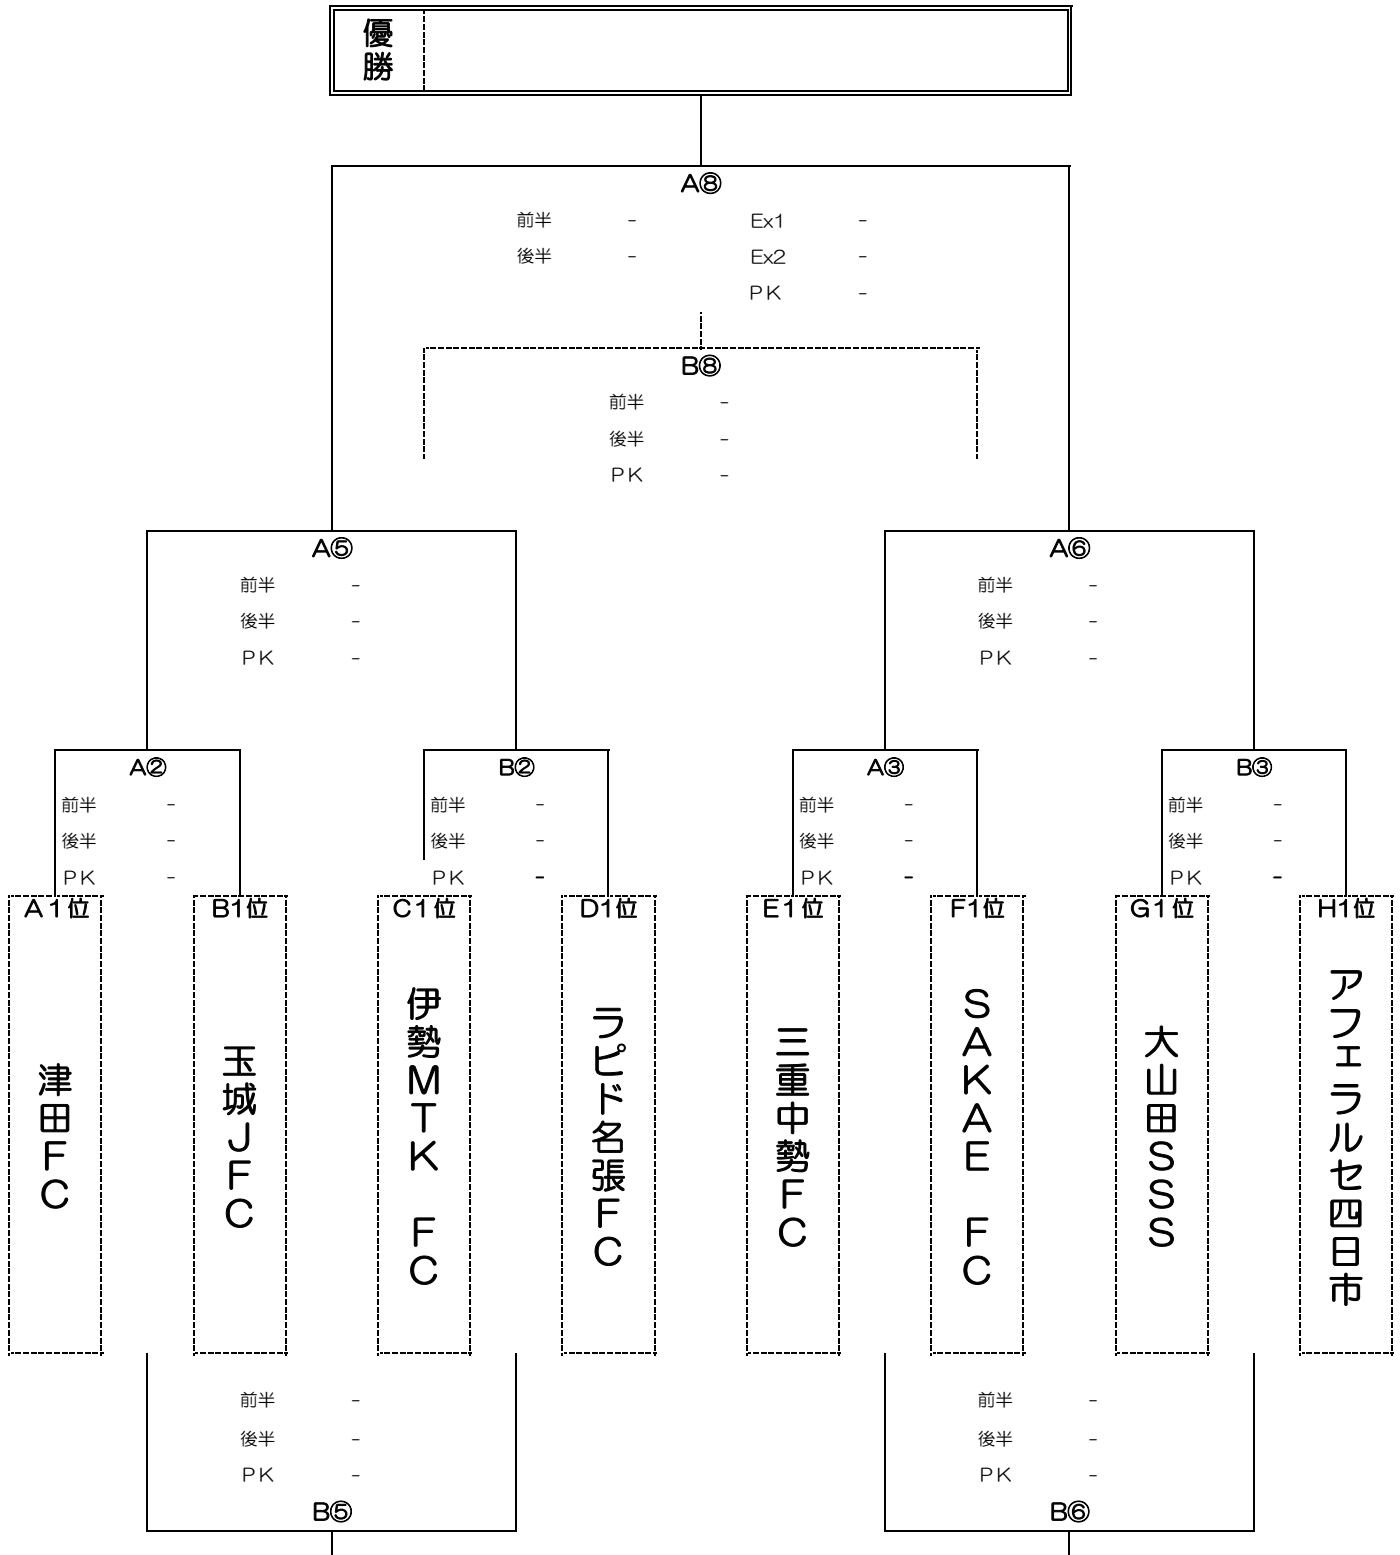 優勝
A⑧
前半 - Ex1 -
後半 - Ex2 -
PK -
B⑧
前半 -
後半 -
PK -
A⑤ A⑥
前半 - 前半 -
後半 - 後半 -
PK - PK -
A② B② A③ B③
前半 - 前半 - 前半 - 前半 -
後半 - 後半 - 後半 - 後半 -
PK - PK - PK - PK -
A1位 B1位 C1位 D1位 E1位 F1位 G1位 H1位
津田FC
玉城JFC
伊勢MTK FC
ラピド名張FC
三重中勢FC
SAKAE FC
大山田SSS
アフェラルセ四日市
前半 - 前半 -
後半 - 後半 -
PK - PK -
B⑤ B⑥